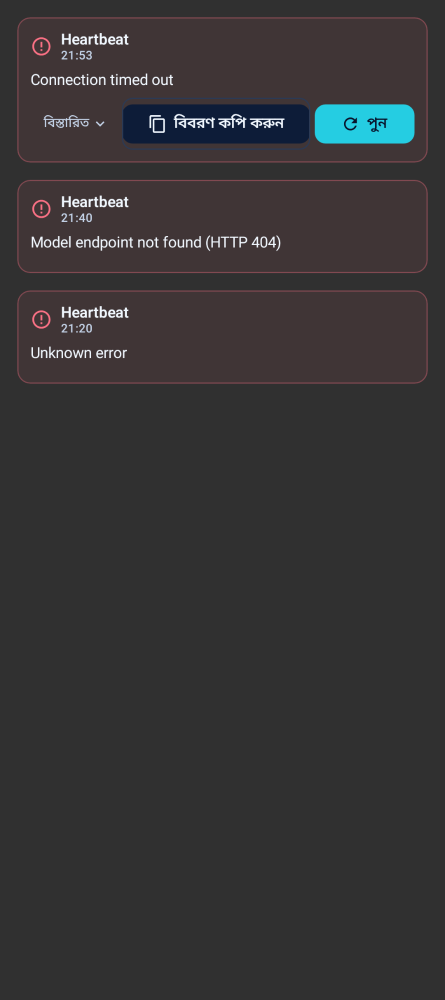 Heartbeat
21:53
Connection timed out
বিস্তারিত
বিবরণ কপি করুন
পুন
Heartbeat
21:40
Model endpoint not found (HTTP 404)
Heartbeat
21:20
Unknown error